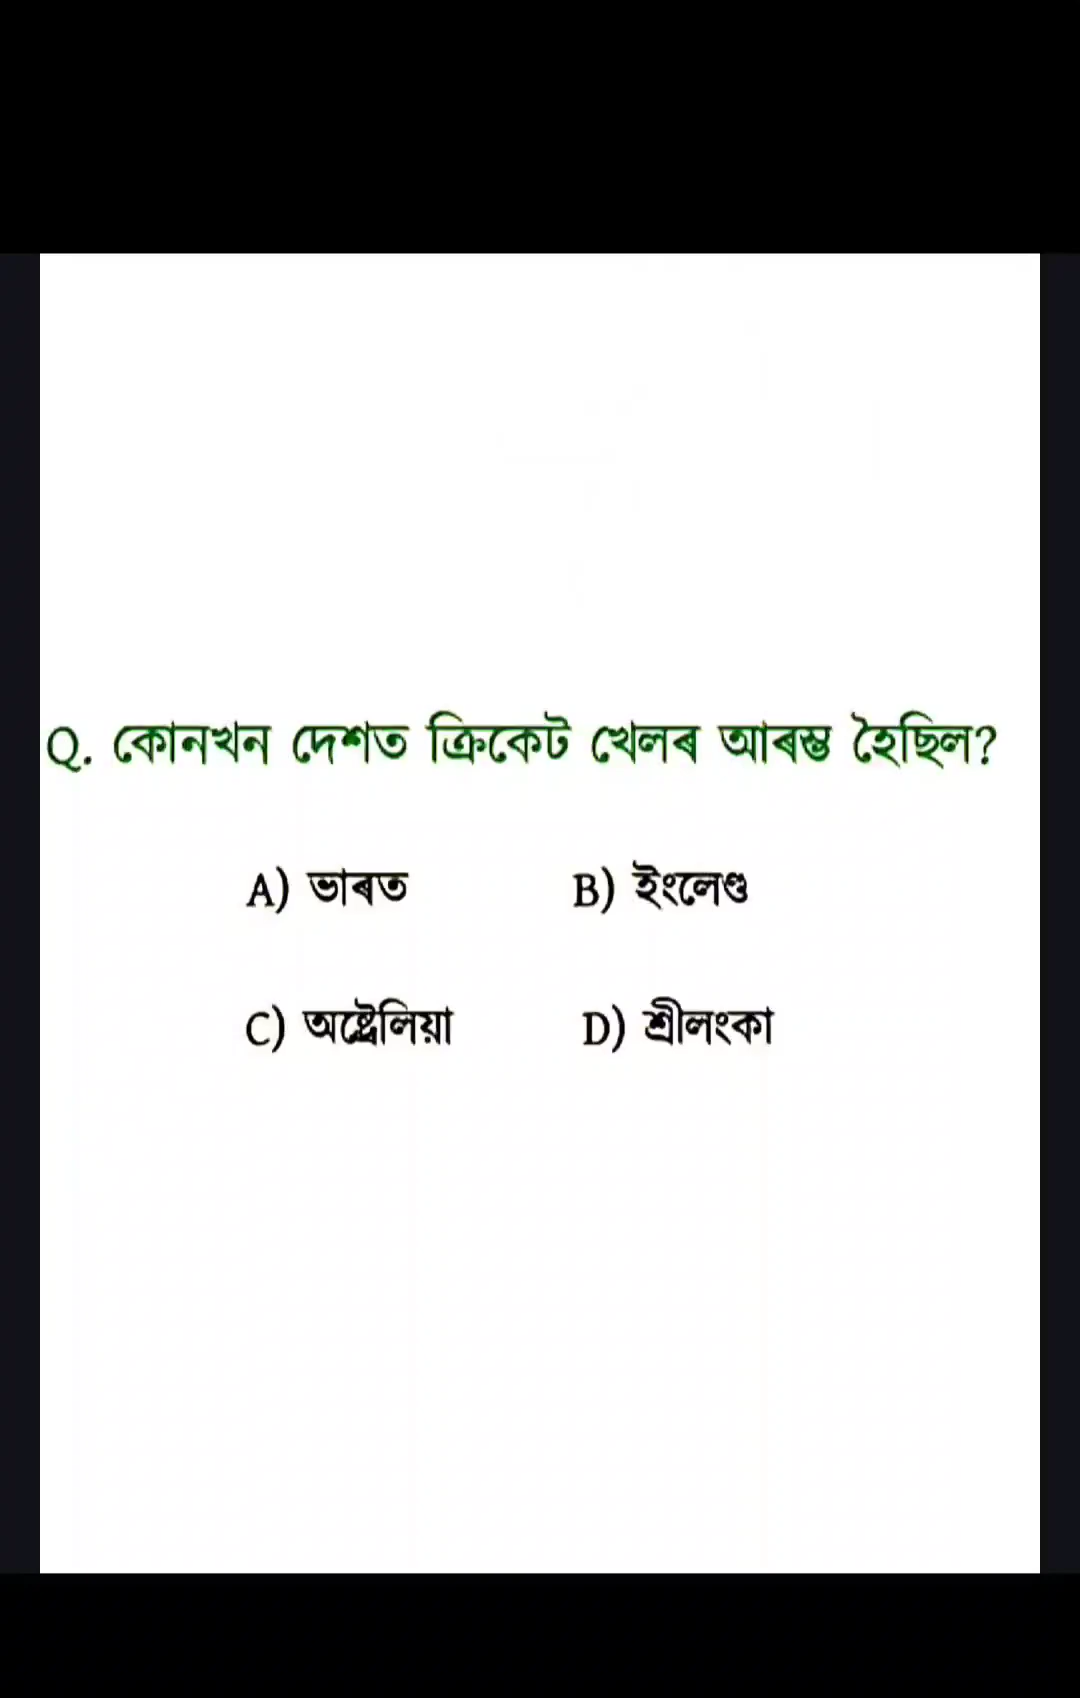 Q. কোনখন দেশত ক্ৰিকেট খেলৰ আৰম্ভ হৈছিল?
A) ভাৰত B) ইংলেণ্ড
C) অষ্ট্ৰেলিয়া D) শ্ৰীলংকা